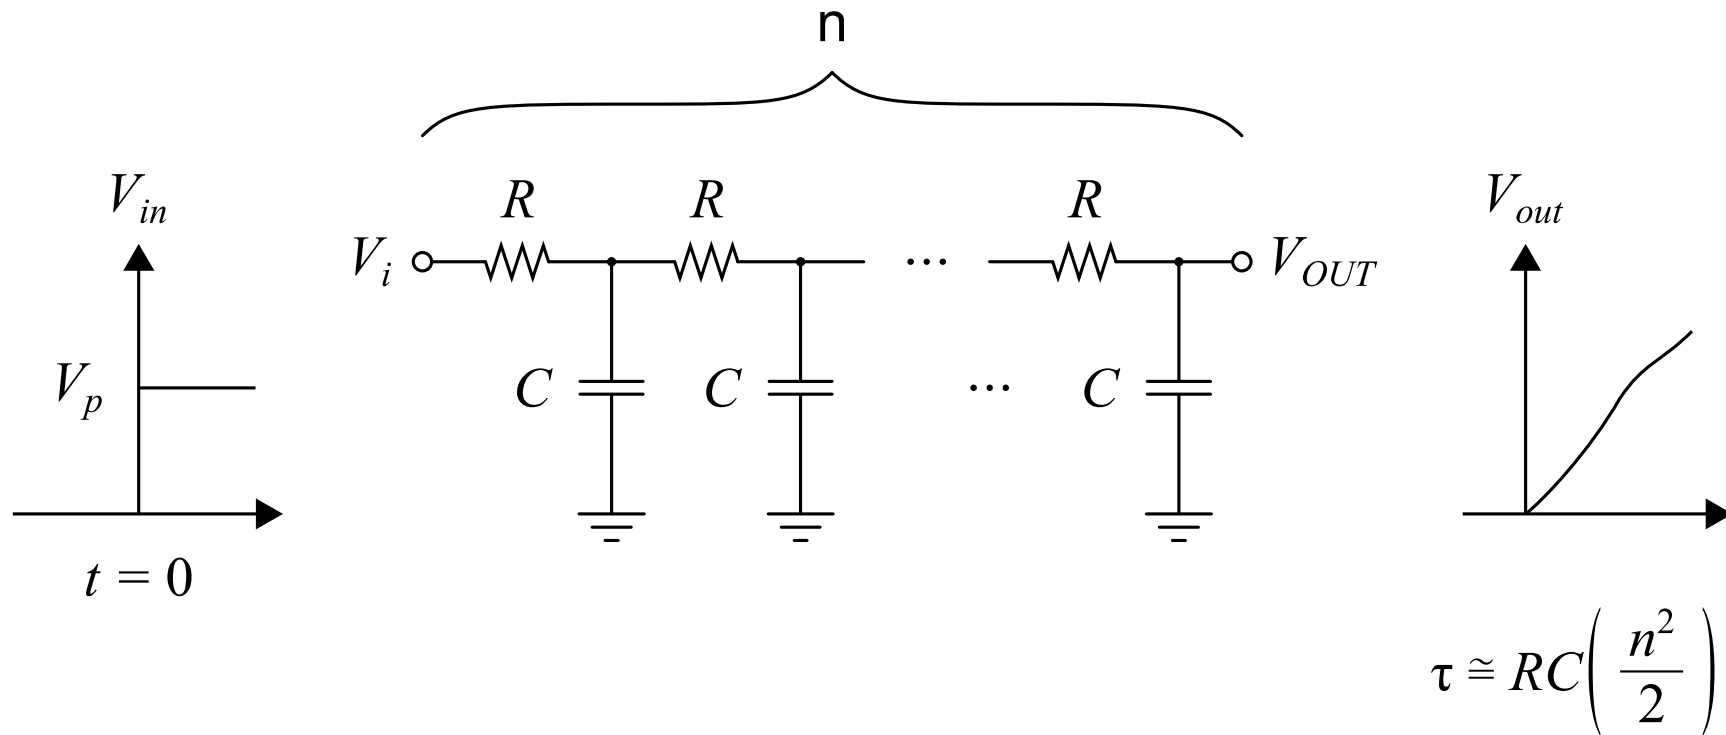 n
V_in
V_p
t = 0
R R R
V_i ... V_OUT
C C ... C
V_out
τ ≅ RC(n²/2)